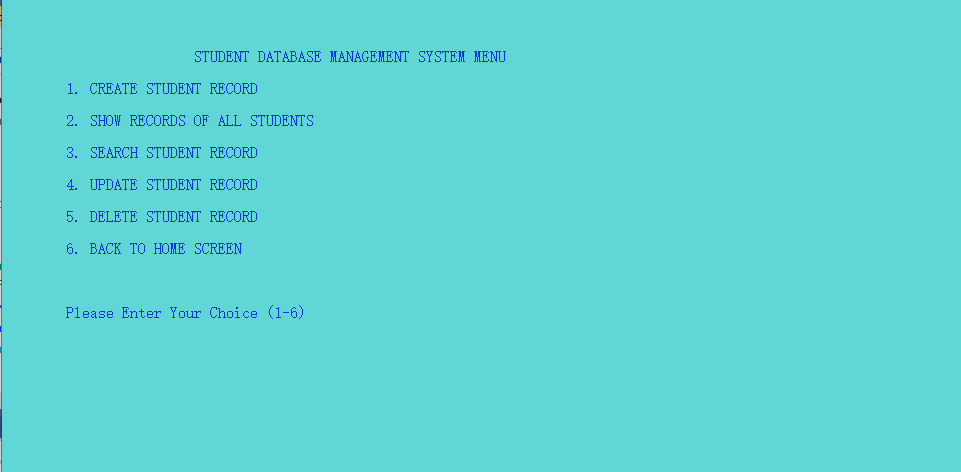 STUDENT DATABASE MANAGEMENT SYSTEM MENU
1. CREATE STUDENT RECORD
2. SHOW RECORDS OF ALL STUDENTS
3. SEARCH STUDENT RECORD
4. UPDATE STUDENT RECORD
5. DELETE STUDENT RECORD
6. BACK TO HOME SCREEN
Please Enter Your Choice (1-6)